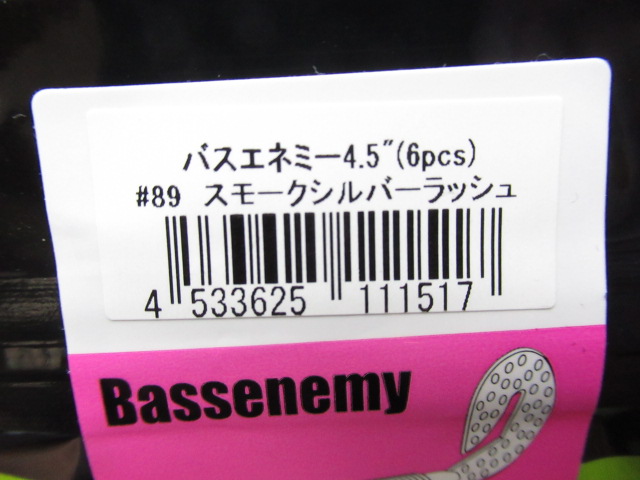 バスエネミー4.5"(6pcs)
#89 スモークシルバーラッシュ
4 533625 111517
Bassenemy